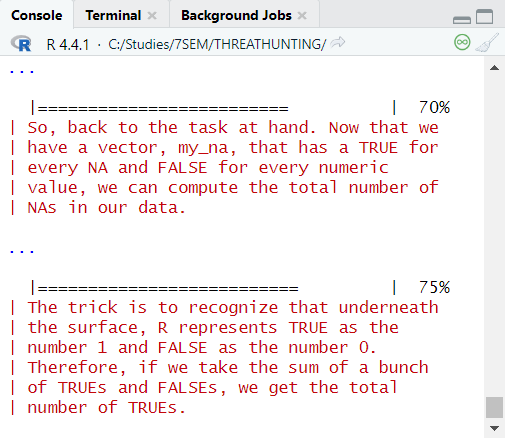 Console Terminal Background Jobs
R R 4.4.1 · C:/Studies/7SEM/THREATHUNTING/
...
|========================= | 70%
| So, back to the task at hand. Now that we
| have a vector, my_na, that has a TRUE for
| every NA and FALSE for every numeric
| value, we can compute the total number of
| NAs in our data.
...
|========================== | 75%
| The trick is to recognize that underneath
| the surface, R represents TRUE as the
| number 1 and FALSE as the number 0.
| Therefore, if we take the sum of a bunch
| of TRUEs and FALSEs, we get the total
| number of TRUEs.